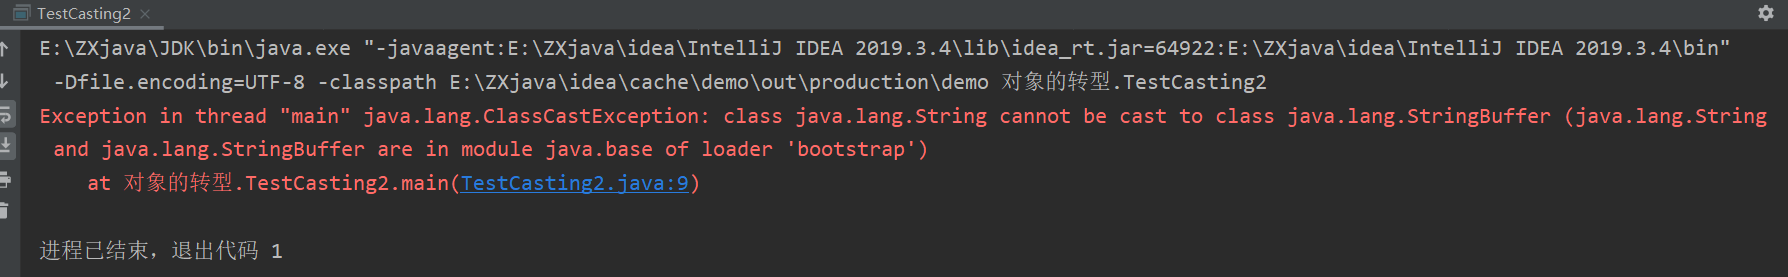 TestCasting2
E:\ZXjava\JDK\bin\java.exe "-javaagent:E:\ZXjava\idea\IntelliJ IDEA 2019.3.4\lib\idea_rt.jar=64922:E:\ZXjava\idea\IntelliJ IDEA 2019.3.4\bin"
-Dfile.encoding=UTF-8 -classpath E:\ZXjava\idea\cache\demo\out\production\demo 对象的转型.TestCasting2
Exception in thread "main" java.lang.ClassCastException: class java.lang.String cannot be cast to class java.lang.StringBuffer (java.lang.String
and java.lang.StringBuffer are in module java.base of loader 'bootstrap')
at 对象的转型.TestCasting2.main(TestCasting2.java:9)
进程已结束，退出代码 1